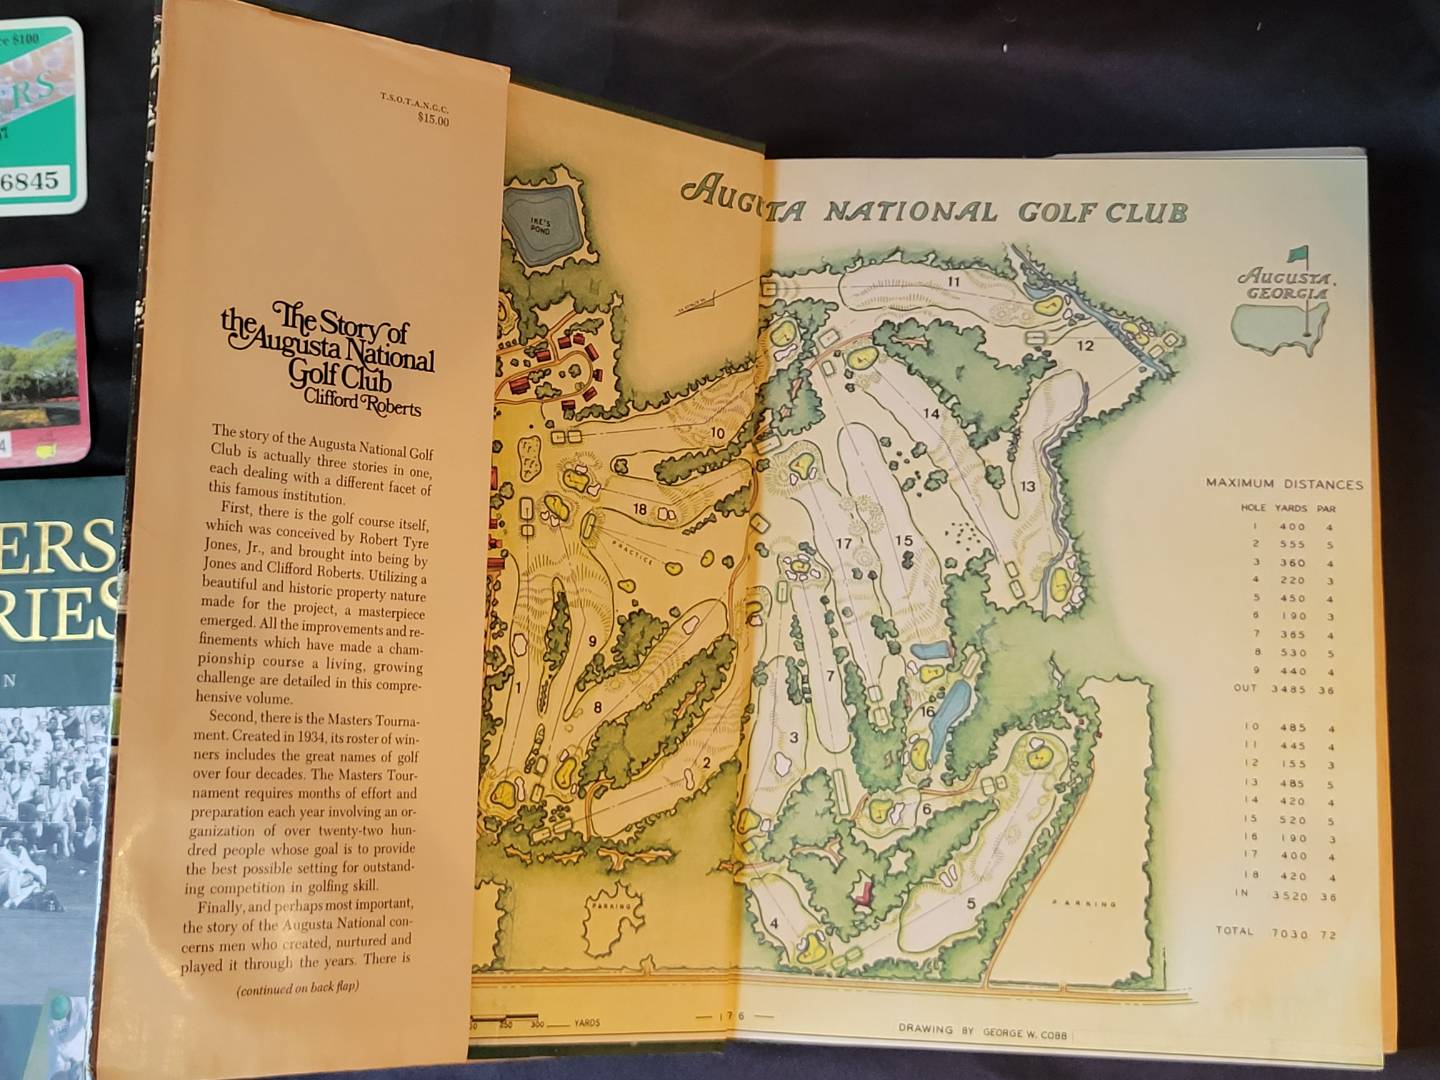 ce $100
RS
6845
4
ERS
RIES
N
T.S.O.T.A.N.G.C.
$15.00
The Story of
the Augusta National
Golf Club
Clifford Roberts
The story of the Augusta National Golf
Club is actually three stories in one,
each dealing with a different facet of
this famous institution.
First, there is the golf course itself,
which was conceived by Robert Tyre
Jones, Jr., and brought into being by
Jones and Clifford Roberts. Utilizing a
beautiful and historic property nature
made for the project, a masterpiece
emerged. All the improvements and re-
finements which have made a cham-
pionship course a living, growing
challenge are detailed in this compre-
hensive volume.
Second, there is the Masters Tourna-
ment. Created in 1934, its roster of win-
ners includes the great names of golf
over four decades. The Masters Tour-
nament requires months of effort and
preparation each year involving an or-
ganization of over twenty-two hun-
dred people whose goal is to provide
the best possible setting for outstand-
ing competition in golfing skill.
Finally, and perhaps most important,
the story of the Augusta National con-
cerns men who created, nurtured and
played it through the years. There is
(continued on back flap)
AUGUSTA NATIONAL GOLF CLUB
IKE'S
POND
AUGUSTA,
GEORGIA
11
12
10
14
13
18
17
15
PRACTICE
9
1
8
7
16
3
2
6
5
4
PARKING
PARKING
MAXIMUM DISTANCES
HOLE YARDS PAR
1 400 4
2 555 5
3 360 4
4 220 3
5 450 4
6 190 3
7 365 4
8 530 5
9 440 4
OUT 3485 36
10 485 4
11 445 4
12 155 3
13 485 5
14 420 4
15 520 5
16 190 3
17 400 4
18 420 4
IN 3520 36
TOTAL 7030 72
300 YARDS
176
DRAWING BY GEORGE W. COBB